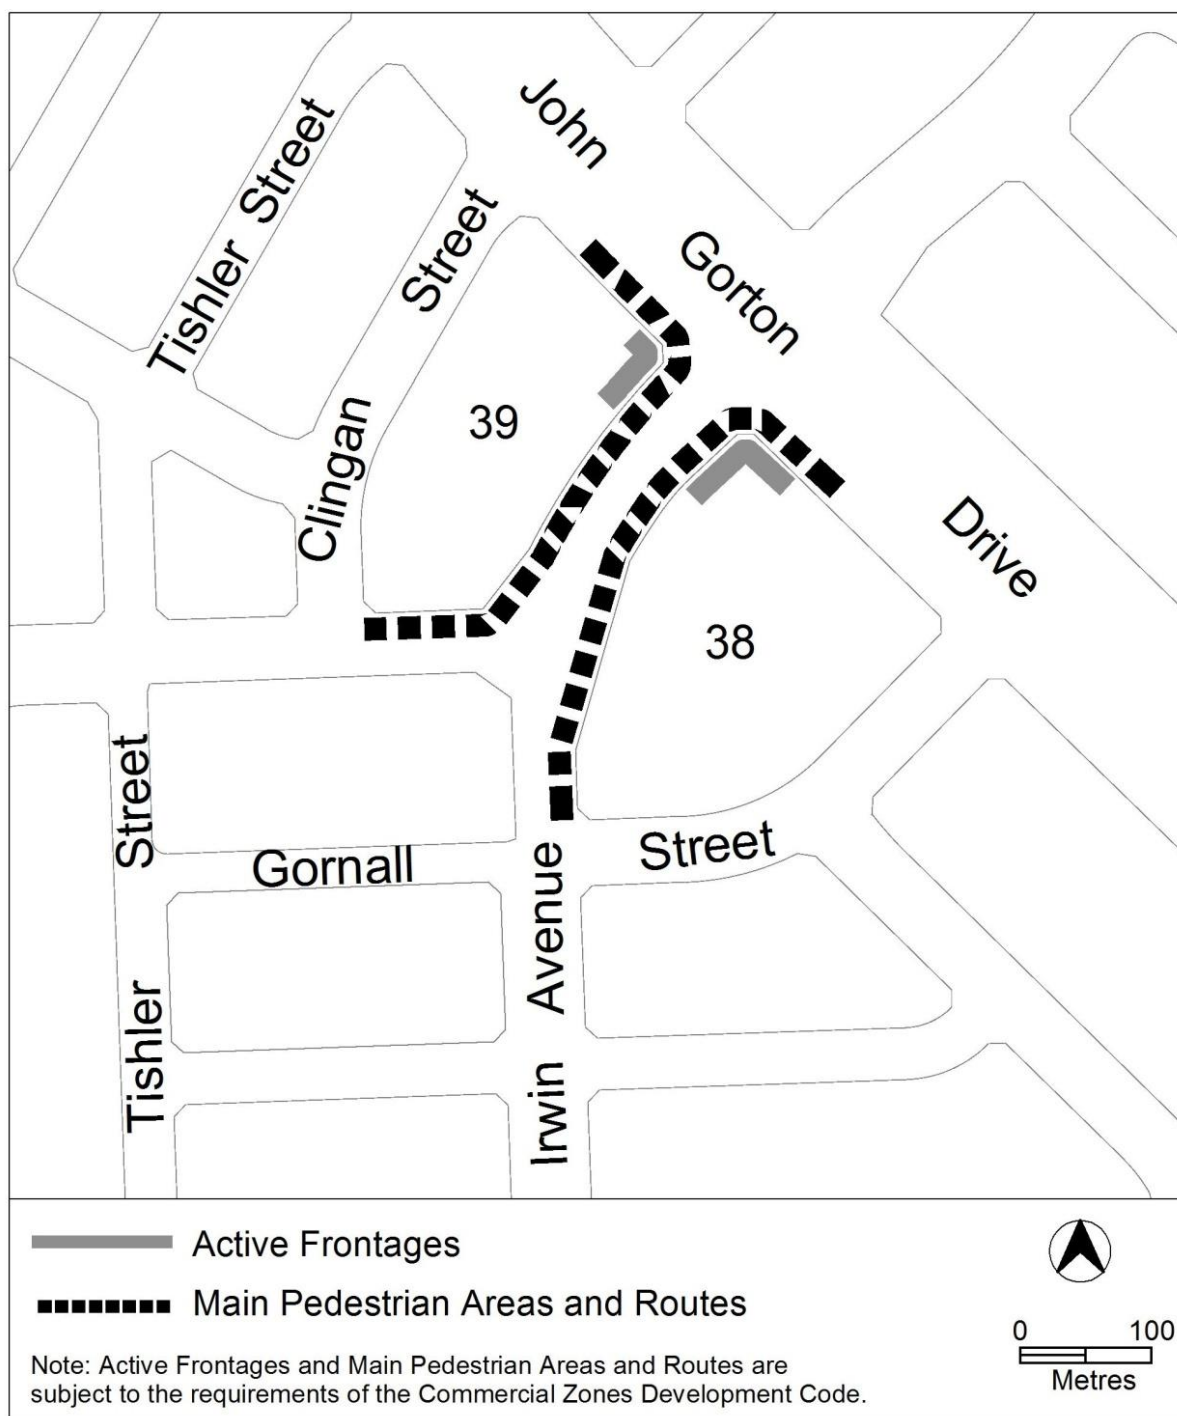 John
Gorton
Drive
Tishler Street
Clingan
Street
39
38
Street
Tishler
Gornall
Street
Irwin Avenue
Active Frontages
Main Pedestrian Areas and Routes
0 100
Metres
Note: Active Frontages and Main Pedestrian Areas and Routes are
subject to the requirements of the Commercial Zones Development Code.